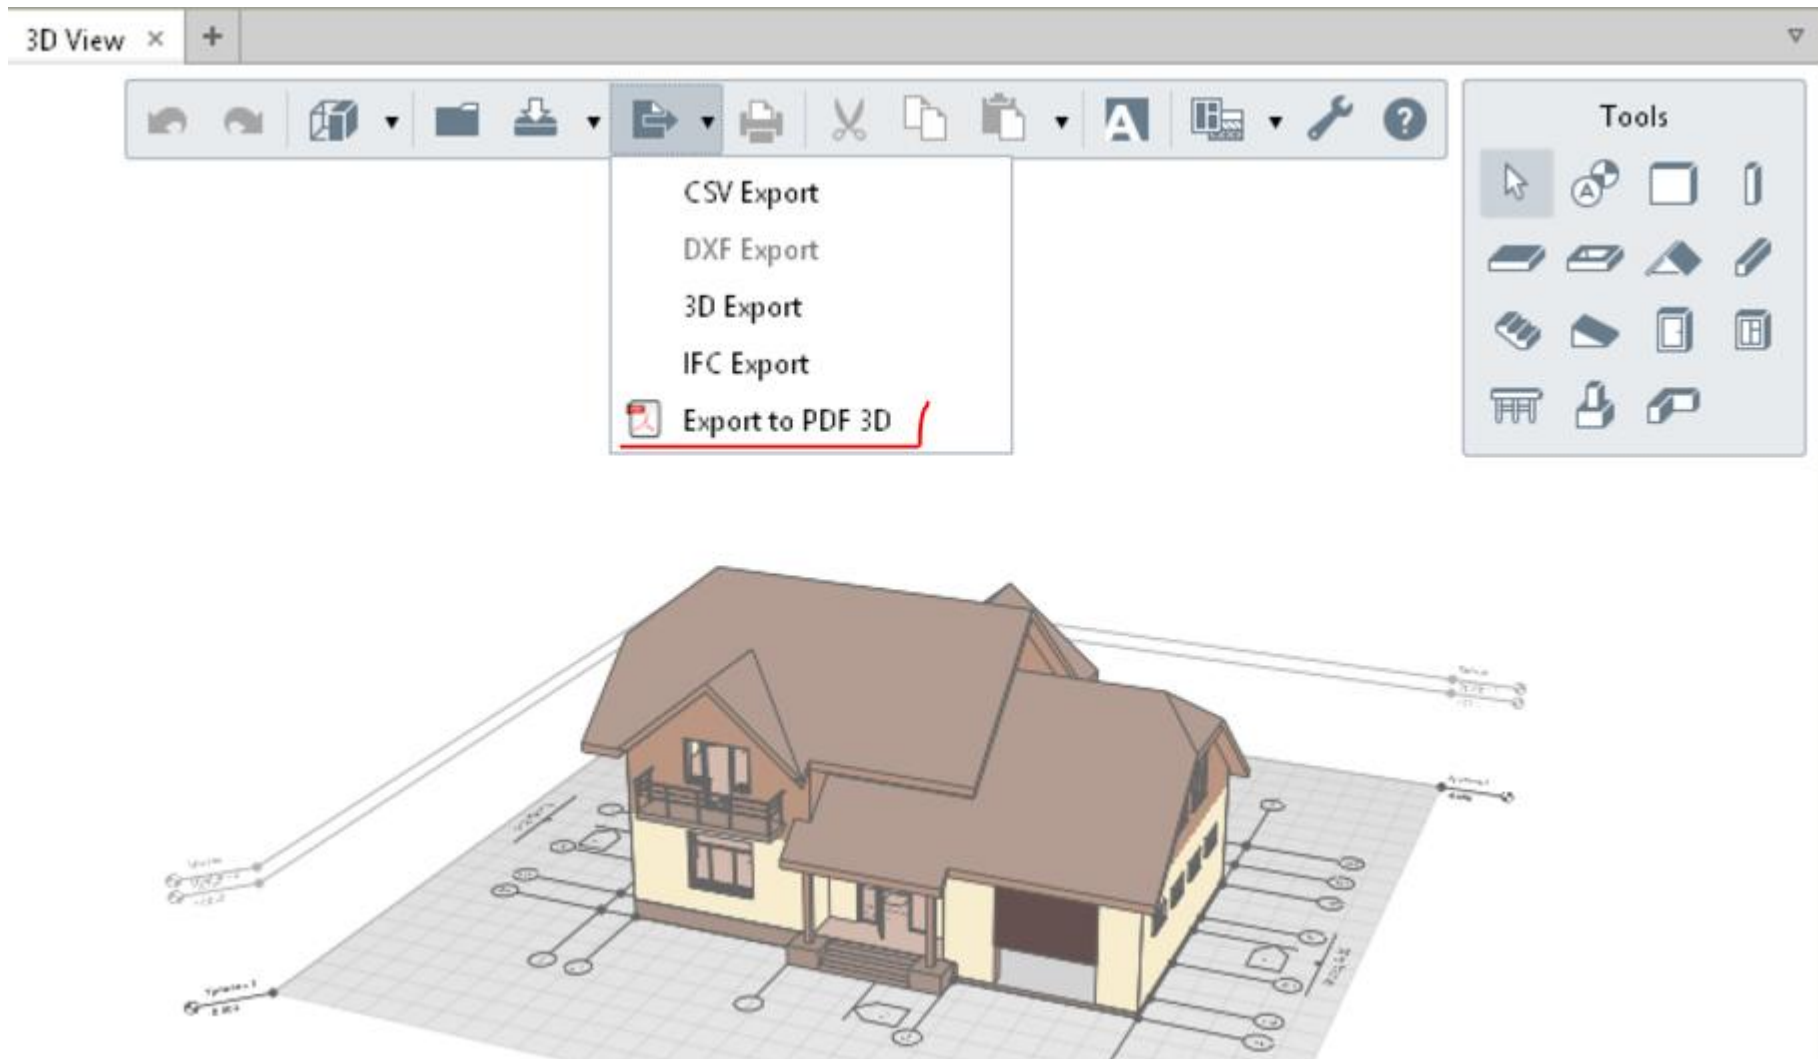 3D View
Tools
CSV Export
DXF Export
3D Export
IFC Export
Export to PDF 3D